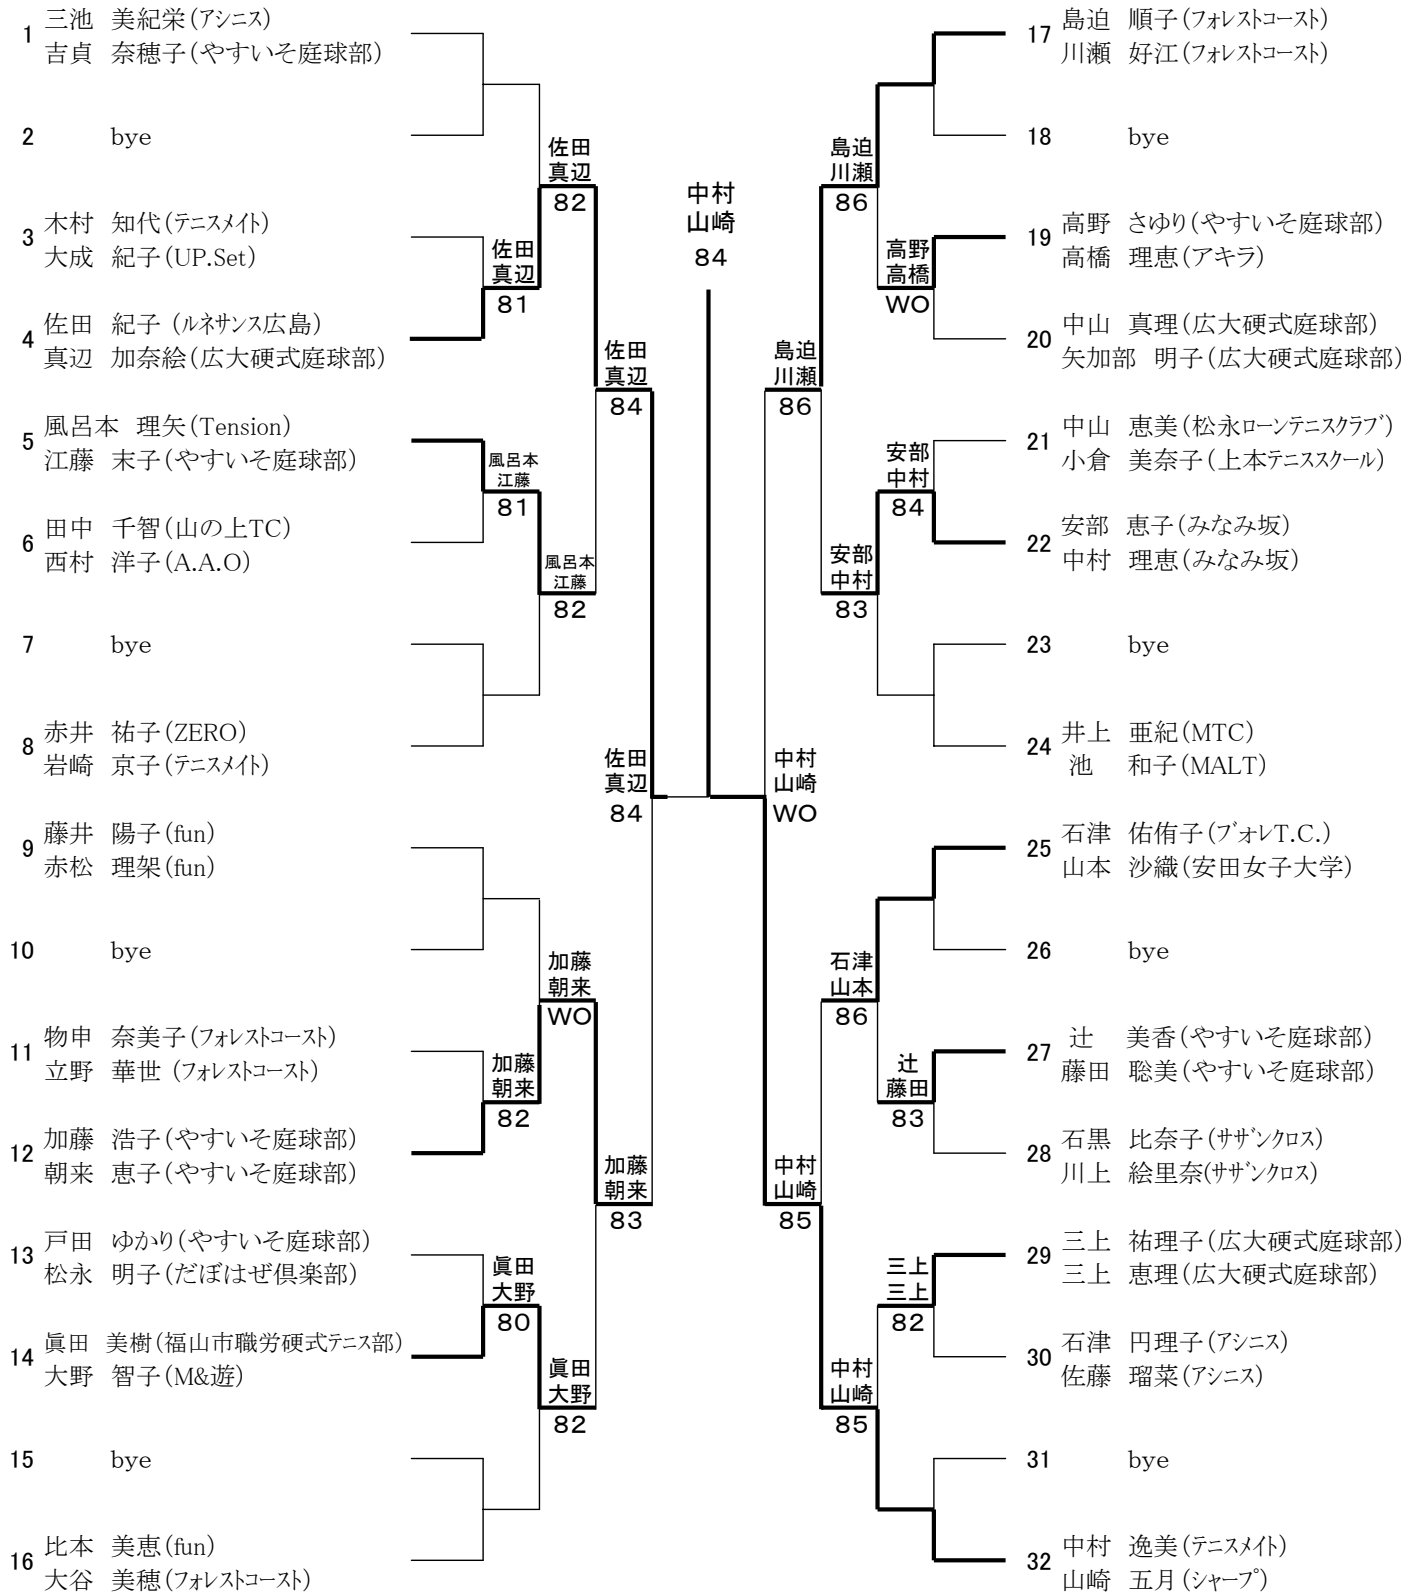 1 三池 美紀栄(アシニス)
吉貞 奈穂子(やすいそ庭球部)
2 bye
3 木村 知代(テニスメイト)
大成 紀子(UP.Set)
4 佐田 紀子 (ルネサンス広島)
真辺 加奈絵(広大硬式庭球部)
5 風呂本 理矢(Tension)
江藤 末子(やすいそ庭球部)
6 田中 千智(山の上TC)
西村 洋子(A.A.O)
7 bye
8 赤井 祐子(ZERO)
岩崎 京子(テニスメイト)
9 藤井 陽子(fun)
赤松 理架(fun)
10 bye
11 物申 奈美子(フォレストコースト)
立野 華世 (フォレストコースト)
12 加藤 浩子(やすいそ庭球部)
朝来 恵子(やすいそ庭球部)
13 戸田 ゆかり(やすいそ庭球部)
松永 明子(だぼはぜ倶楽部)
14 眞田 美樹(福山市職労硬式テニス部)
大野 智子(M&遊)
15 bye
16 比本 美恵(fun)
大谷 美穂(フォレストコースト)
佐田
真辺
81
風呂本
江藤
81
加藤
朝来
82
眞田
大野
80
佐田
真辺
82
風呂本
江藤
82
加藤
朝来
WO
眞田
大野
82
佐田
真辺
84
加藤
朝来
83
佐田
真辺
84
中村
山崎
84
中村
山崎
WO
島迫
川瀬
86
中村
山崎
85
島迫
川瀬
86
安部
中村
83
石津
山本
86
中村
山崎
85
高野
高橋
WO
安部
中村
84
辻
藤田
83
三上
三上
82
17 島迫 順子(フォレストコースト)
川瀬 好江(フォレストコースト)
18 bye
19 高野 さゆり(やすいそ庭球部)
高橋 理恵(アキラ)
20 中山 真理(広大硬式庭球部)
矢加部 明子(広大硬式庭球部)
21 中山 恵美(松永ローンテニスクラブ)
小倉 美奈子(上本テニススクール)
22 安部 恵子(みなみ坂)
中村 理恵(みなみ坂)
23 bye
24 井上 亜紀(MTC)
池 和子(MALT)
25 石津 佑侑子(ブォレT.C.)
山本 沙織(安田女子大学)
26 bye
27 辻 美香(やすいそ庭球部)
藤田 聡美(やすいそ庭球部)
28 石黒 比奈子(サザンクロス)
川上 絵里奈(サザンクロス)
29 三上 祐理子(広大硬式庭球部)
三上 恵理(広大硬式庭球部)
30 石津 円理子(アシニス)
佐藤 瑠菜(アシニス)
31 bye
32 中村 逸美(テニスメイト)
山崎 五月(シャープ)